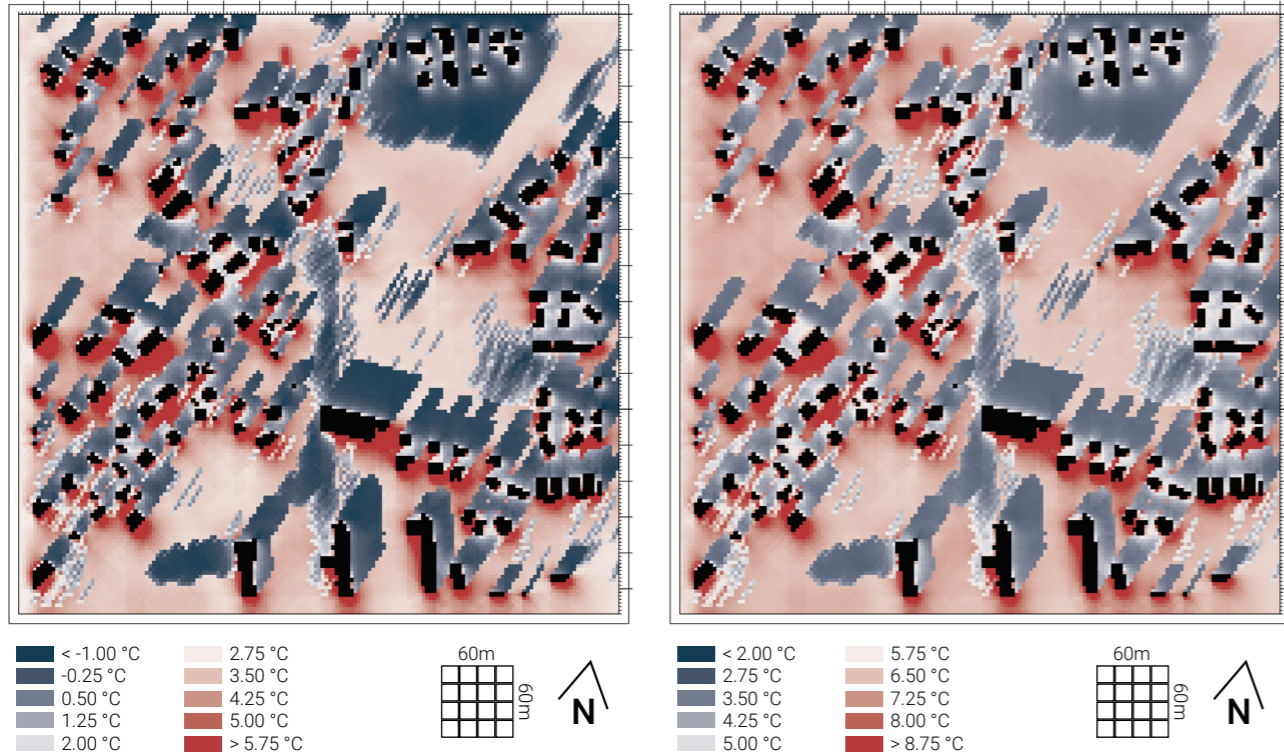 < -1.00 °C
-0.25 °C
0.50 °C
1.25 °C
2.00 °C
2.75 °C
3.50 °C
4.25 °C
5.00 °C
> 5.75 °C
60m
60m
N
< 2.00 °C
2.75 °C
3.50 °C
4.25 °C
5.00 °C
5.75 °C
6.50 °C
7.25 °C
8.00 °C
> 8.75 °C
60m
60m
N